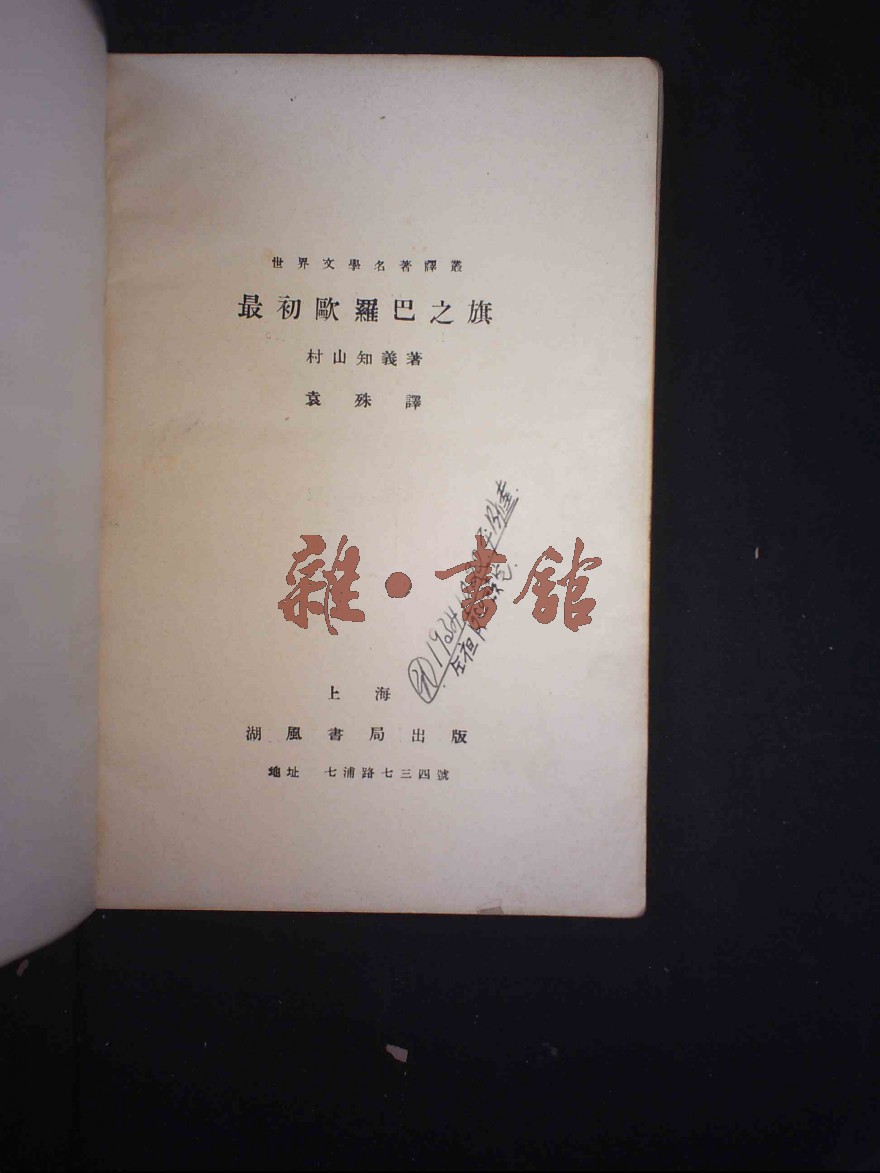 世界文學名著譯叢
最初歐羅巴之旗
村山知義著
袁殊譯
雜·書館
上海
湖風書局出版
地址 七浦路七三四號